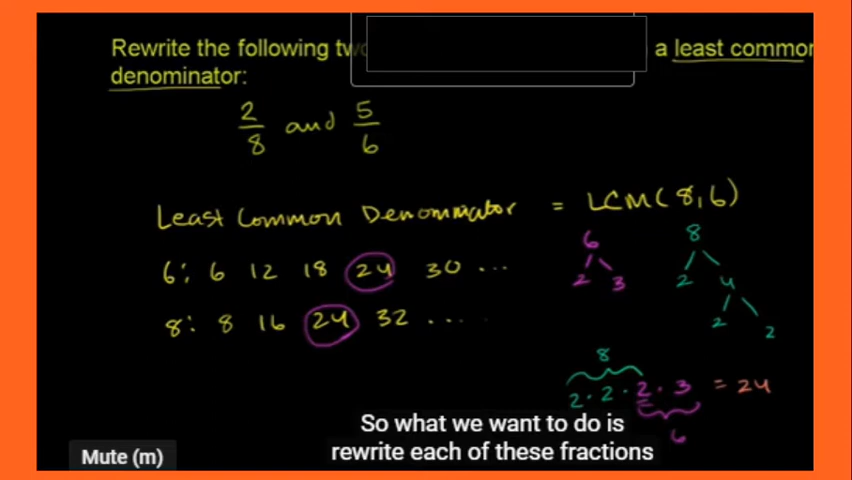 Rewrite the following two a least common
denominator:
2/8 and 5/6
Least Common Denominator = LCM(8,6)
6: 6 12 18 24 30 ...
8: 8 16 24 32 ....
6
2 3
8
2 4
2 2
8
2·2·2·3 = 24
6
So what we want to do is
rewrite each of these fractions
Mute (m)